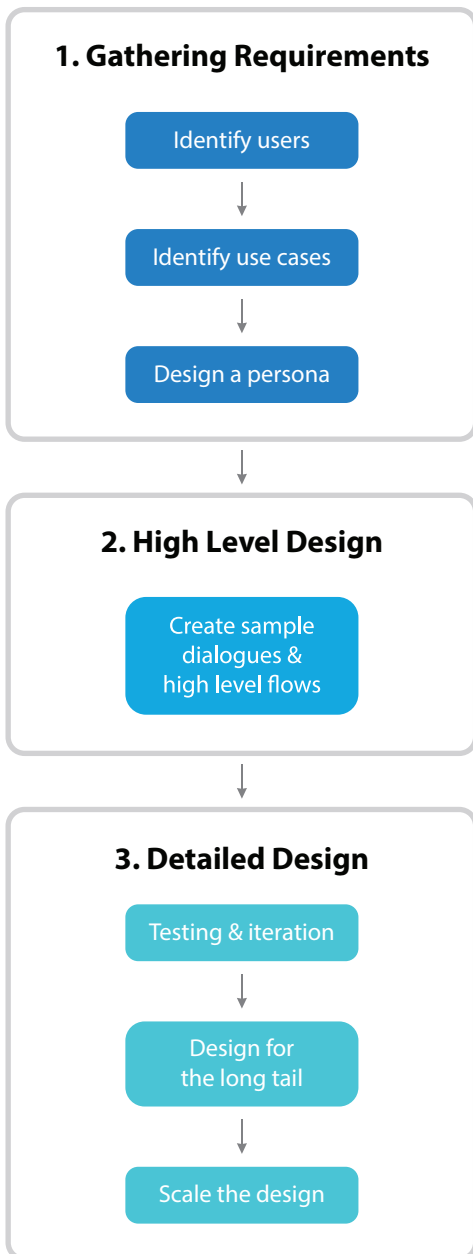 1. Gathering Requirements
Identify users
Identify use cases
Design a persona
2. High Level Design
Create sample
dialogues &
high level flows
3. Detailed Design
Testing & iteration
Design for
the long tail
Scale the design